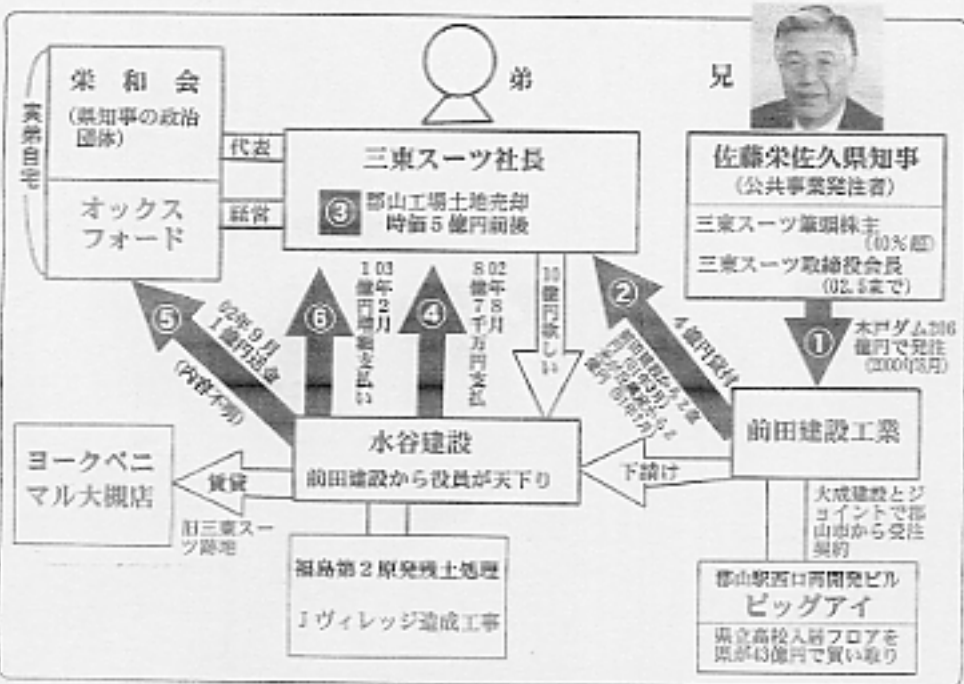 実弟自宅
栄和会
(県知事の政治
団体)
オックス
フォード
代表
経営
弟
三東スーツ社長
③
郡山工場土地売却
時価5億円前後
兄
佐藤栄佐久県知事
(公共事業発注者)
三東スーツ筆頭株主
(40%超)
三東スーツ取締役会長
(02.5まで)
①
木戸ダム206
億円で発注
(2000年8月)
②
4億円貸付
⑤
02年9月
1億円送金
(内容不明)
⑥
03年2月
1億円増額支払い
④
02年8月
8億7千万円支払
10億円欲しい
前田建設工業
下請け
水谷建設
前田建設から役員が天下り
賃貸
ヨークベニ
マル大槻店
旧三東スー
ツ跡地
福島第2原発残土処理
Jヴィレッジ造成工事
大成建設とジ
ョイントで郡
山市から受注
契約
郡山駅西口再開発ビル
ビッグアイ
県立高校入居フロアを
県が43億円で買い取り